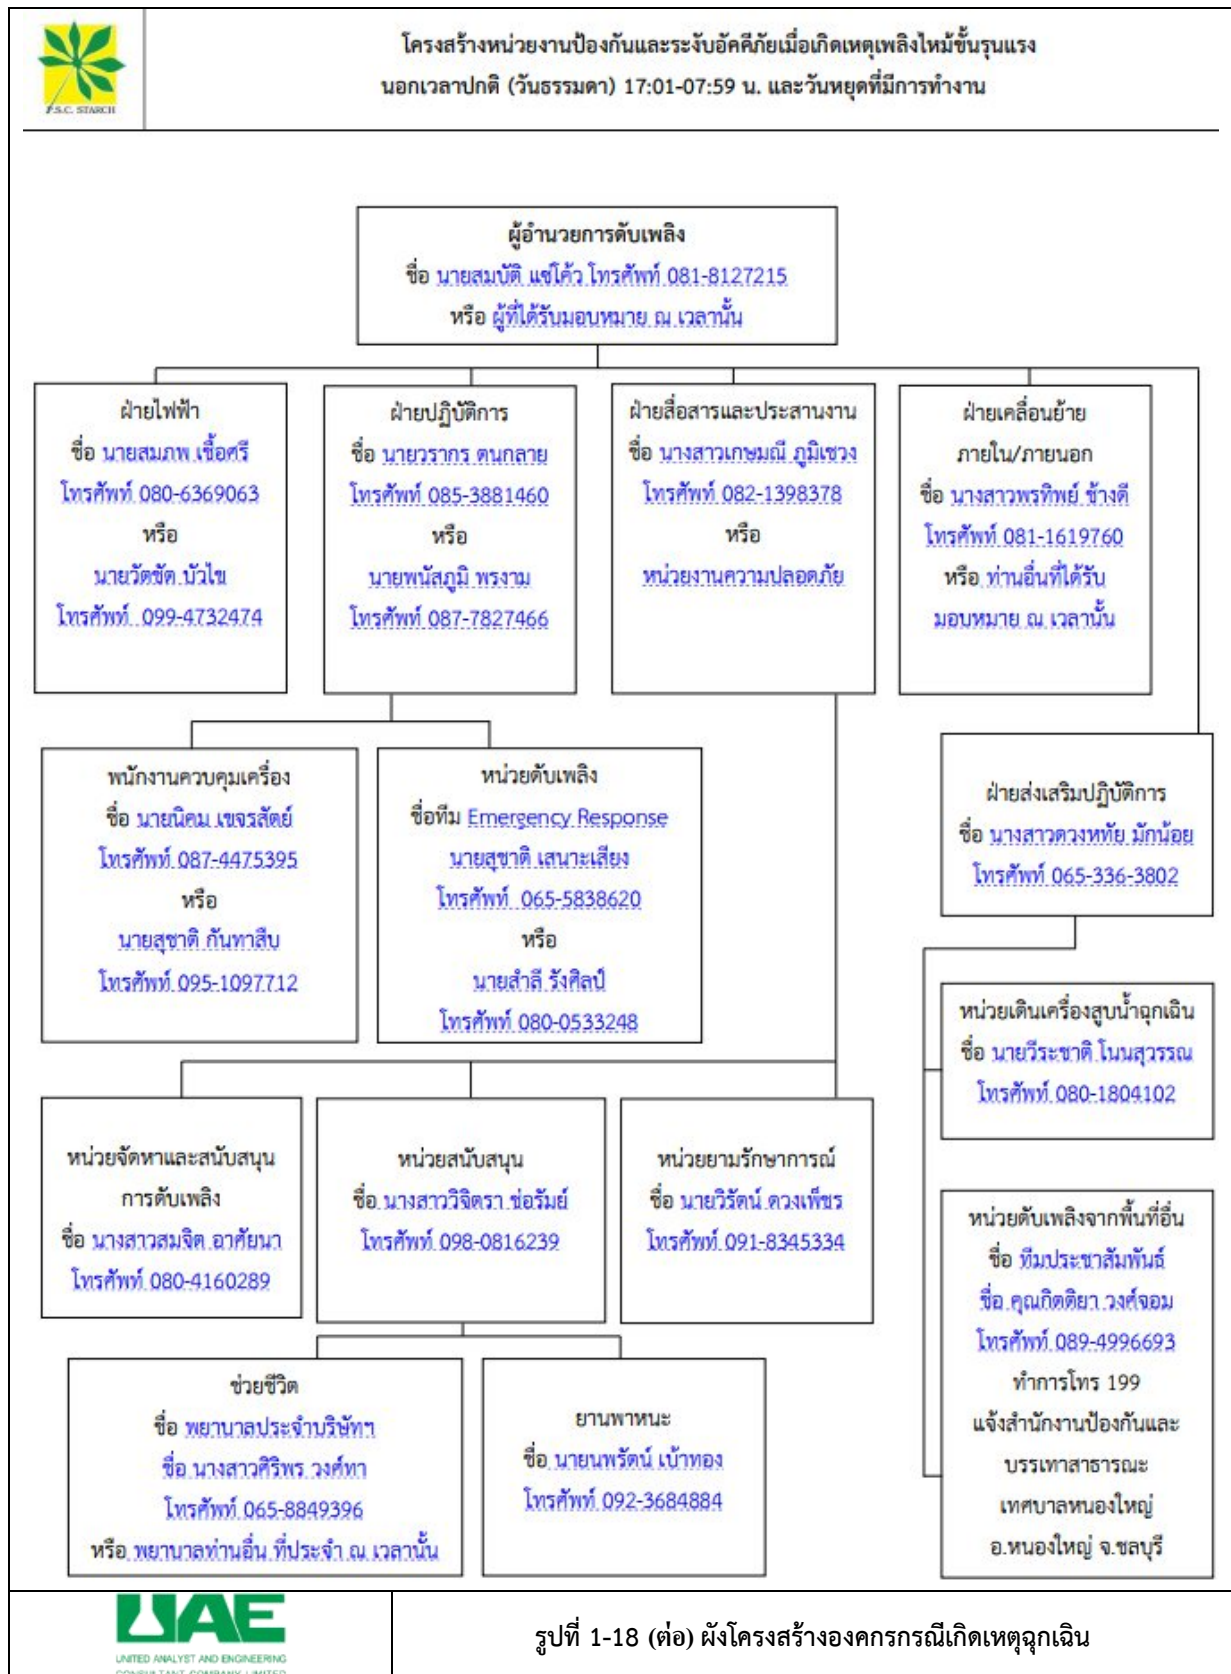 โครงสร้างหน่วยงานป้องกันและระงับอัคคีภัยเมื่อเกิดเหตุเพลิงไหม้ขั้นรุนแรง
นอกเวลาปกติ (วันธรรมดา) 17:01-07:59 น. และวันหยุดที่มีการทำงาน
P.S.C. STARCH
ผู้อำนวยการดับเพลิง
ชื่อ นายสมบัติ แซ่โค้ว โทรศัพท์ 081-8127215
หรือ ผู้ที่ได้รับมอบหมาย ณ เวลานั้น
ฝ่ายไฟฟ้า
ชื่อ นายสมภพ เชื้อศรี
โทรศัพท์ 080-6369063
หรือ
นายวัตชัต บัวไข
โทรศัพท์ 099-4732474
ฝ่ายปฏิบัติการ
ชื่อ นายวรากร ตนกลาย
โทรศัพท์ 085-3881460
หรือ
นายพนัสภูมิ พรงาม
โทรศัพท์ 087-7827466
ฝ่ายสื่อสารและประสานงาน
ชื่อ นางสาวเกษมณี ภูมิเขวง
โทรศัพท์ 082-1398378
หรือ
หน่วยงานความปลอดภัย
ฝ่ายเคลื่อนย้าย
ภายใน/ภายนอก
ชื่อ นางสาวพรทิพย์ ช้างดี
โทรศัพท์ 081-1619760
หรือ ท่านอื่นที่ได้รับ
มอบหมาย ณ เวลานั้น
พนักงานควบคุมเครื่อง
ชื่อ นายนิคม เขจรสัตย์
โทรศัพท์ 087-4475395
หรือ
นายสุชาติ กันทาสืบ
โทรศัพท์ 095-1097712
หน่วยดับเพลิง
ชื่อทีม Emergency Response
นายสุชาติ เสนาะเสียง
โทรศัพท์ 065-5838620
หรือ
นายสำลี รังศิลป์
โทรศัพท์ 080-0533248
ฝ่ายส่งเสริมปฏิบัติการ
ชื่อ นางสาวดวงหทัย มักน้อย
โทรศัพท์ 065-336-3802
หน่วยเดินเครื่องสูบน้ำฉุกเฉิน
ชื่อ นายวีระชาติ โนนสุวรรณ
โทรศัพท์ 080-1804102
หน่วยจัดหาและสนับสนุน
การดับเพลิง
ชื่อ นางสาวสมจิต อาศัยนา
โทรศัพท์ 080-4160289
หน่วยสนับสนุน
ชื่อ นางสาววิจิตรา ช่อรัมย์
โทรศัพท์ 098-0816239
หน่วยยามรักษาการณ์
ชื่อ นายวิรัตน์ ดวงเพ็ชร
โทรศัพท์ 091-8345334
หน่วยดับเพลิงจากพื้นที่อื่น
ชื่อ ทีมประชาสัมพันธ์
ชื่อ คุณกิตติยา วงศ์จอม
โทรศัพท์ 089-4996693
ทำการโทร 199
แจ้งสำนักงานป้องกันและ
บรรเทาสาธารณะ
เทศบาลหนองใหญ่
อ.หนองใหญ่ จ.ชลบุรี
ช่วยชีวิต
ชื่อ พยาบาลประจำบริษัทฯ
ชื่อ นางสาวศิริพร วงศ์ทา
โทรศัพท์ 065-8849396
หรือ พยาบาลท่านอื่น ที่ประจำ ณ เวลานั้น
ยานพาหนะ
ชื่อ นายนพรัตน์ เบ้าทอง
โทรศัพท์ 092-3684884
UAE
UNITED ANALYST AND ENGINEERING
CONSULTANT COMPANY LIMITED
รูปที่ 1-18 (ต่อ) ผังโครงสร้างองค์กรกรณีเกิดเหตุฉุกเฉิน